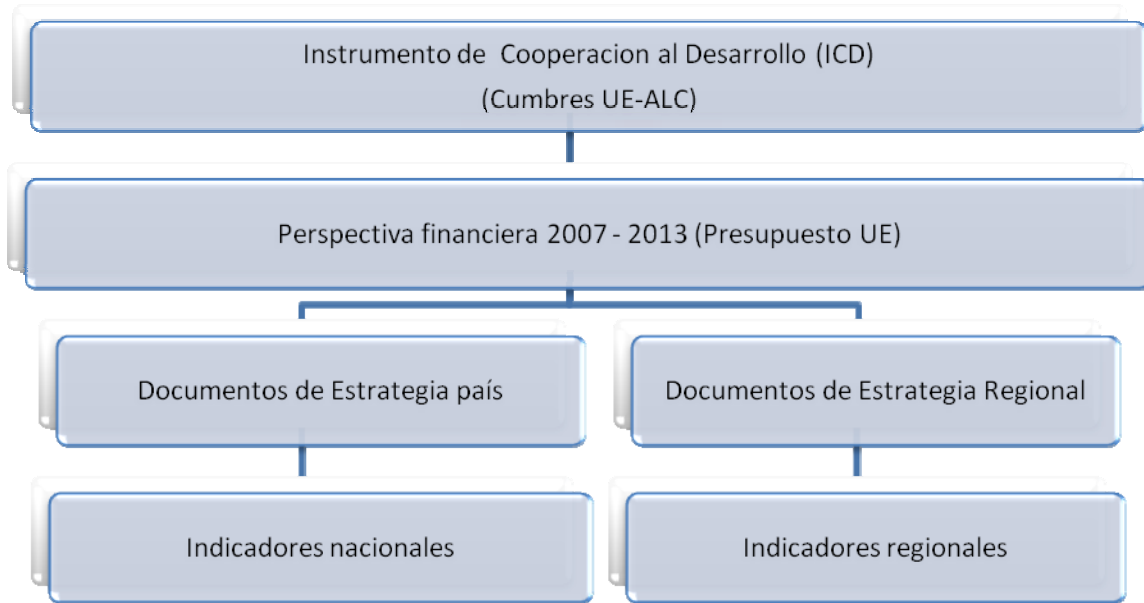 Instrumento de Cooperacion al Desarrollo (ICD)
(Cumbres UE-ALC)
Perspectiva financiera 2007 - 2013 (Presupuesto UE)
Documentos de Estrategia país
Documentos de Estrategia Regional
Indicadores nacionales
Indicadores regionales